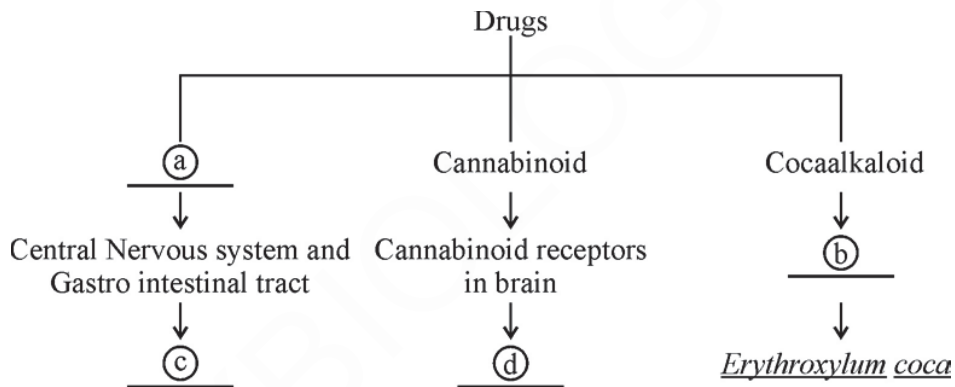 Drugs
a Cannabinoid Cocaalkaloid
Central Nervous system and Cannabinoid receptors b
Gastro intestinal tract in brain
c d Erythroxylum coca